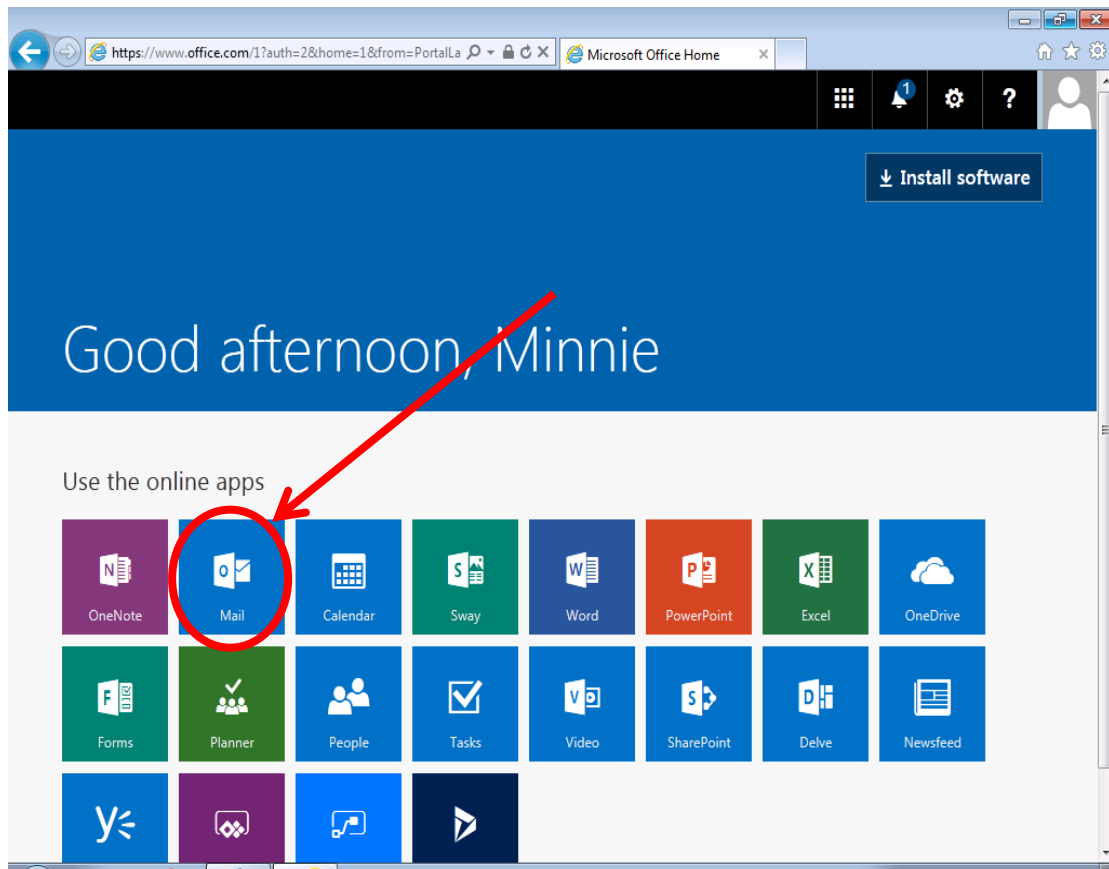 https://www.office.com/1?auth=2&home=1&from=PortalLa
Microsoft Office Home
1
?
Install software
Good afternoon, Minnie
Use the online apps
N
O
S
W
P
X
OneNote
Mail
Calendar
Sway
Word
PowerPoint
Excel
OneDrive
F
V
S
D
Forms
Planner
People
Tasks
Video
SharePoint
Delve
Newsfeed